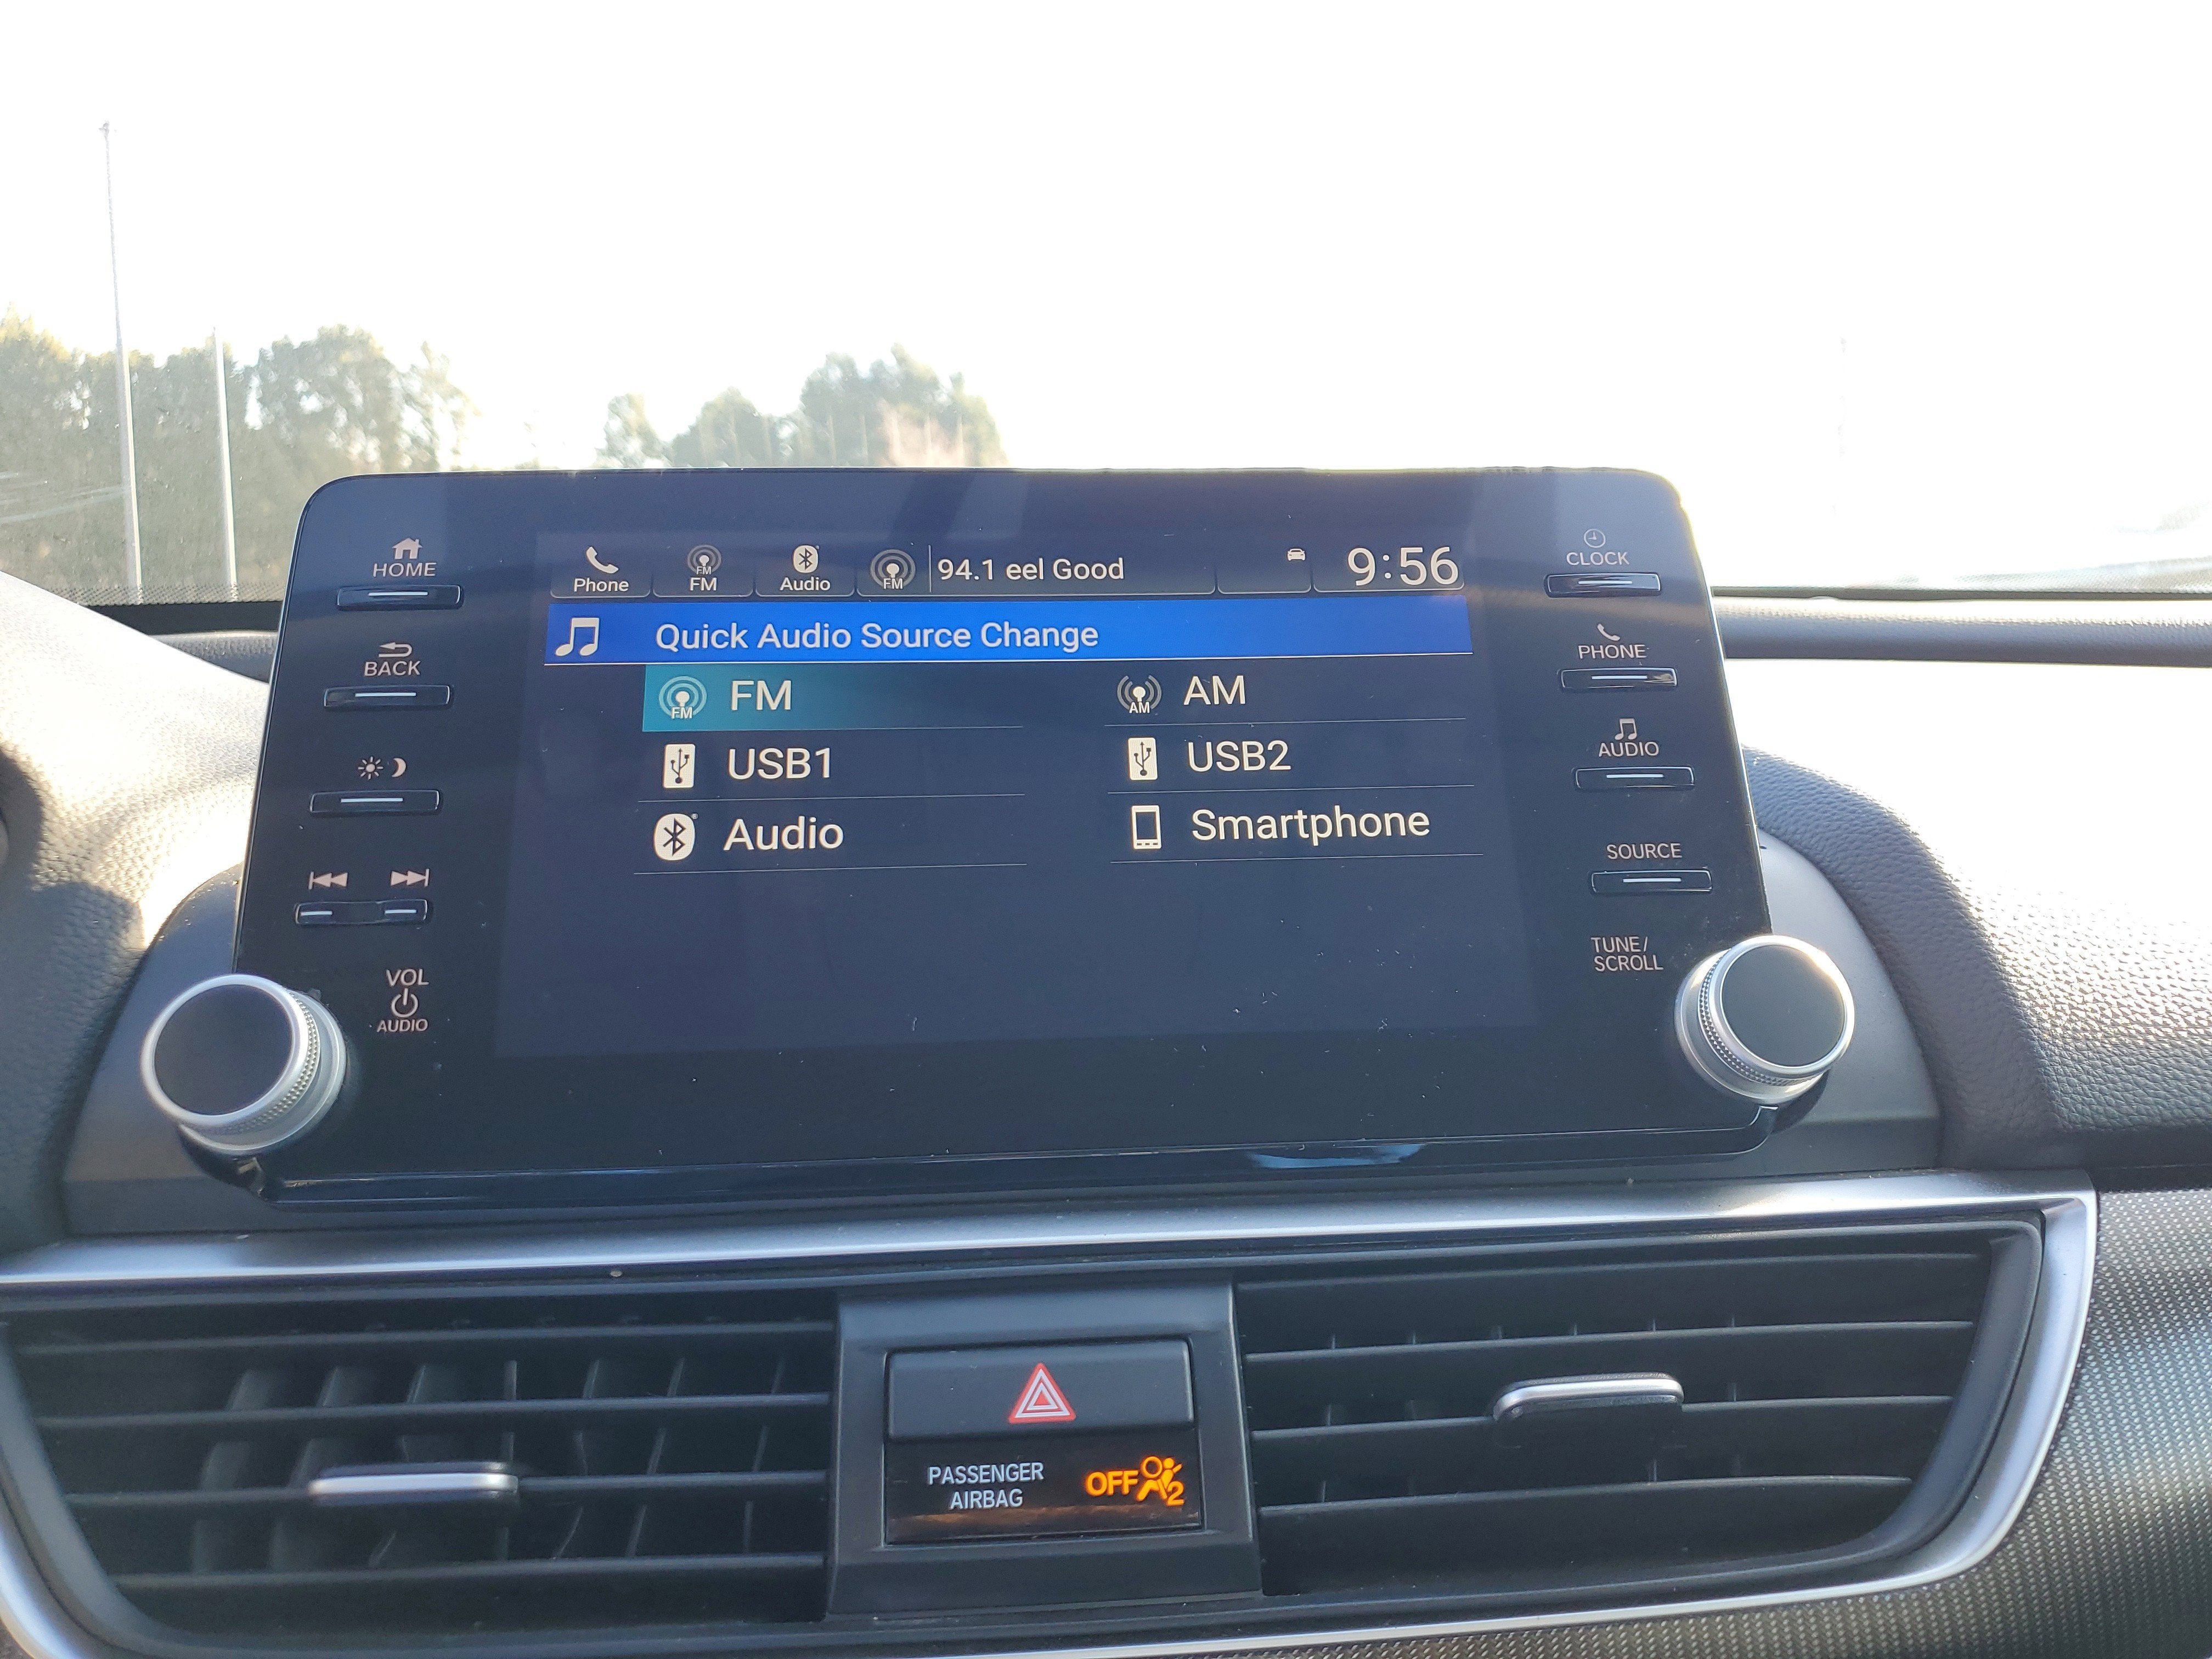 HOME
BACK
VOL
AUDIO
Phone
FM
FM
Audio
FM
94.1 eel Good
9:56
Quick Audio Source Change
FM
FM
AM
AM
USB1
USB2
Audio
Smartphone
CLOCK
PHONE
AUDIO
SOURCE
TUNE/
SCROLL
PASSENGER
AIRBAG
OFF
2